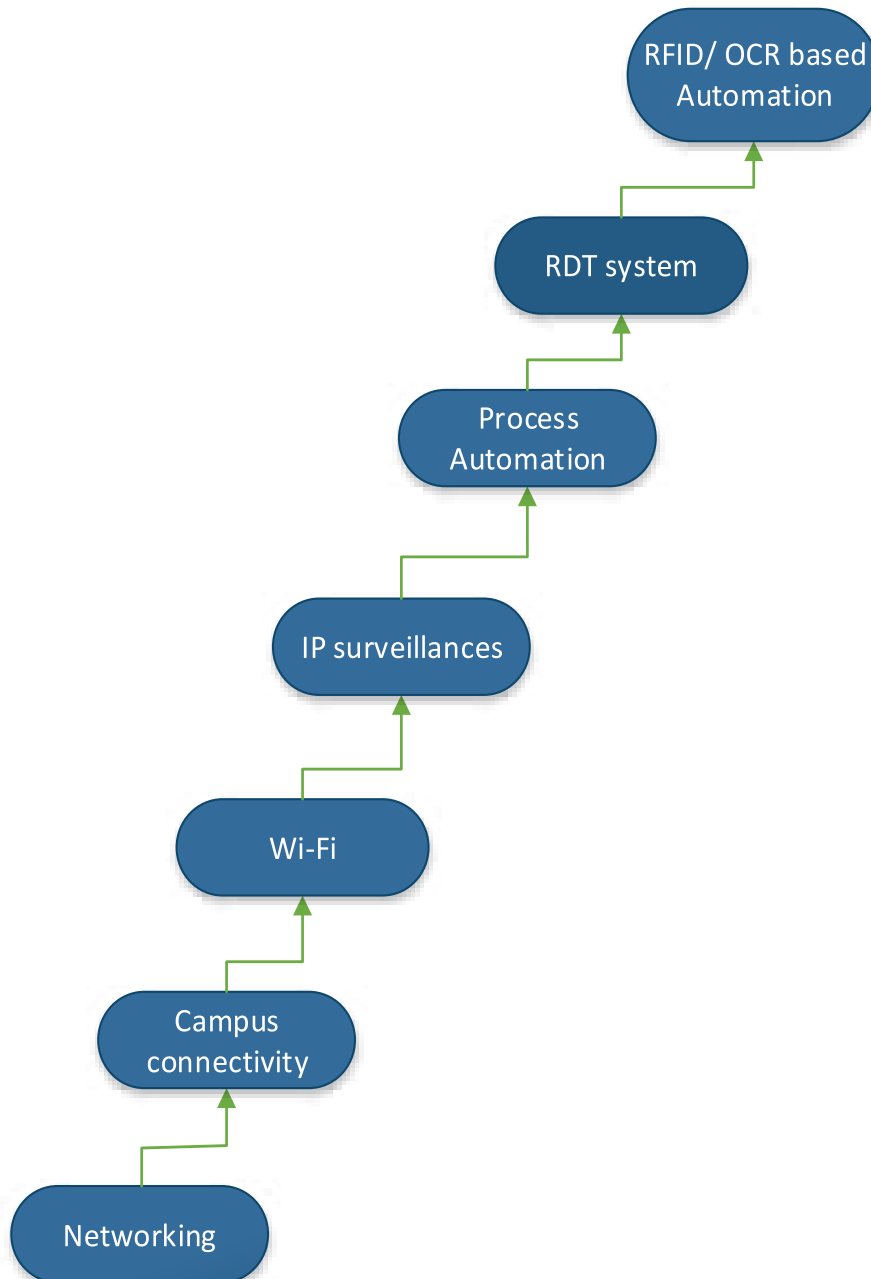 RFID/ OCR based
Automation
RDT system
Process
Automation
IP surveillances
Wi-Fi
Campus
connectivity
Networking